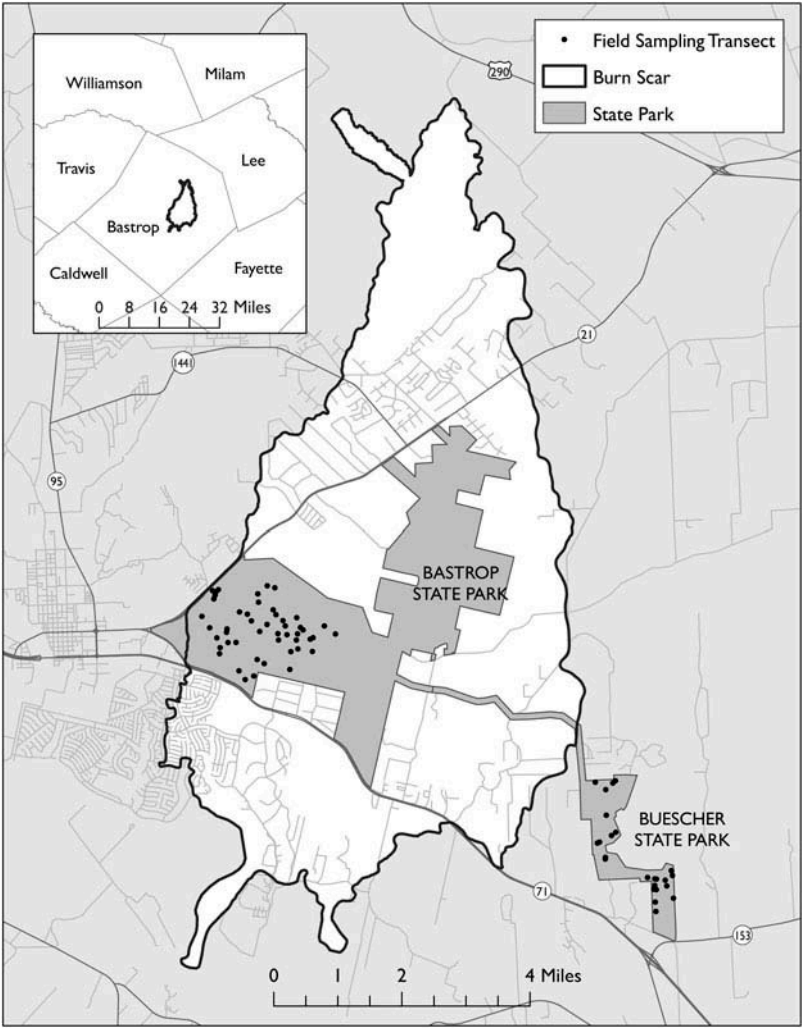 Williamson
Milam
Travis
Lee
Bastrop
Caldwell
Fayette
0 8 16 24 32 Miles
Field Sampling Transect
Burn Scar
State Park
290
21
1441
95
BASTROP
STATE PARK
BUESCHER
STATE PARK
71
153
0 1 2 4 Miles